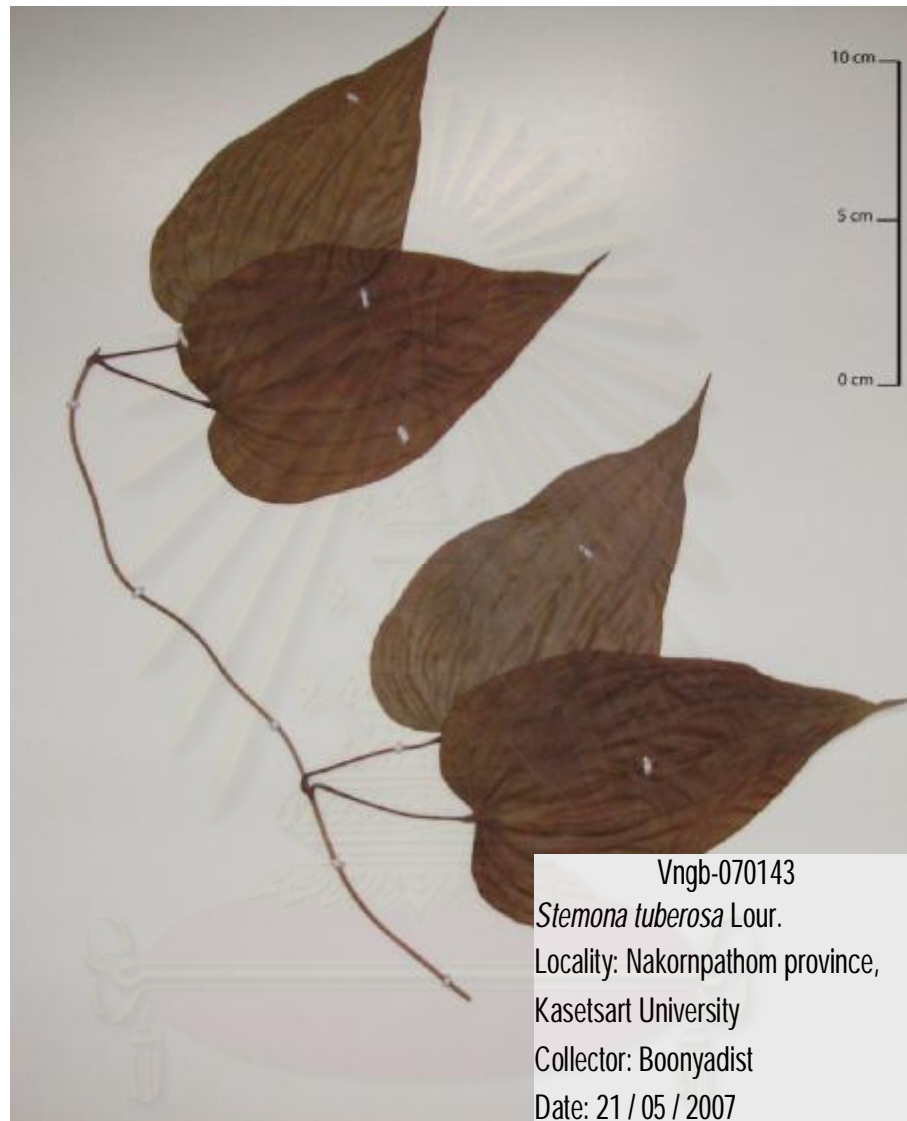 10 cm
5 cm
0 cm
Vngb-070143
Stemona tuberosa Lour.
Locality: Nakornpathom province,
Kasetsart University
Collector: Boonyadist
Date: 21 / 05 / 2007